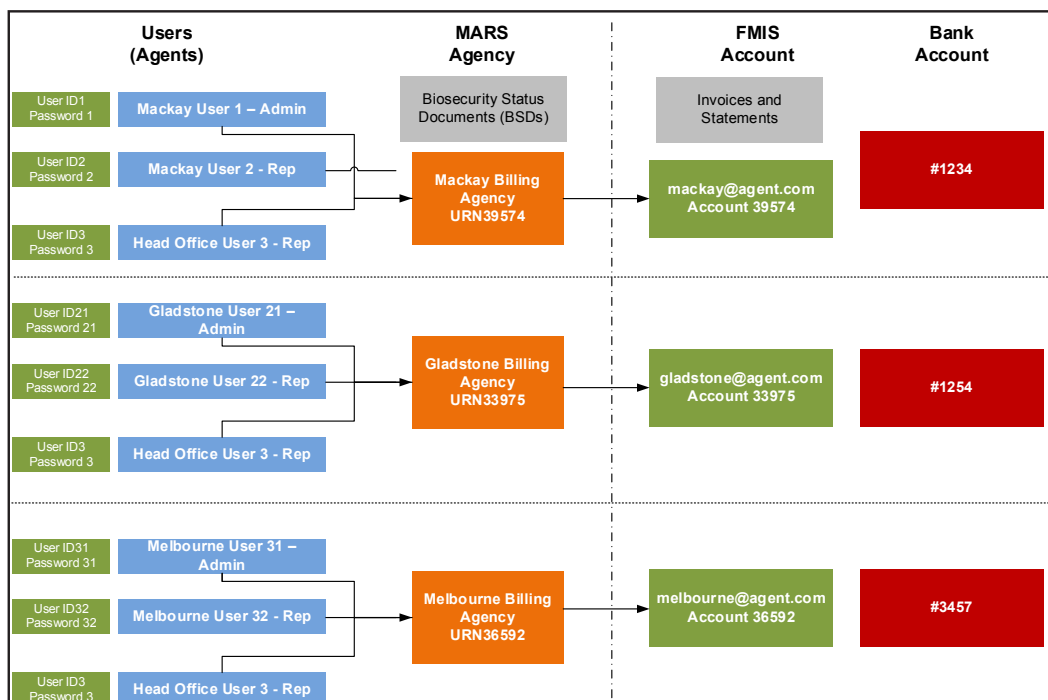 Users
(Agents)
MARS
Agency
FMIS
Account
Bank
Account
User ID1
Password 1
Mackay User 1 – Admin
Biosecurity Status
Documents (BSDs)
Invoices and
Statements
User ID2
Password 2
Mackay User 2 - Rep
Mackay Billing
Agency
URN39574
mackay@agent.com
Account 39574
#1234
User ID3
Password 3
Head Office User 3 - Rep
User ID21
Password 21
Gladstone User 21 –
Admin
User ID22
Password 22
Gladstone User 22 - Rep
Gladstone Billing
Agency
URN33975
gladstone@agent.com
Account 33975
#1254
User ID3
Password 3
Head Office User 3 - Rep
User ID31
Password 31
Melbourne User 31 –
Admin
User ID32
Password 32
Melbourne User 32 - Rep
Melbourne Billing
Agency
URN36592
melbourne@agent.com
Account 36592
#3457
User ID3
Password 3
Head Office User 3 - Rep